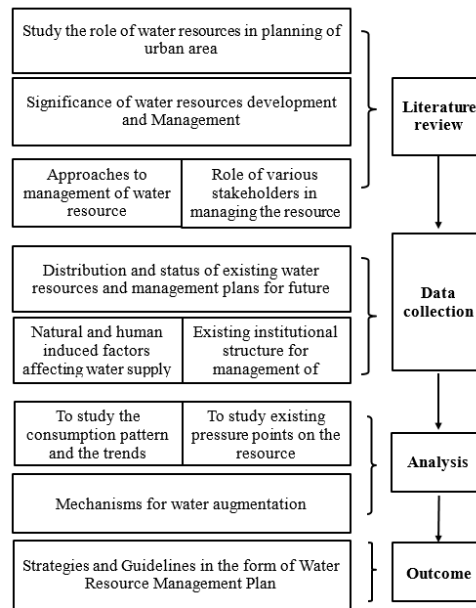 Study the role of water resources in planning of
urban area
Significance of water resources development
and Management
Approaches to
management of water
resource
Role of various
stakeholders in
managing the resource
Literature
review
Distribution and status of existing water
resources and management plans for future
Natural and human
induced factors
affecting water supply
Existing institutional
structure for
management of
Data
collection
To study the
consumption pattern
and the trends
To study existing
pressure points on the
resource
Mechanisms for water augmentation
Analysis
Strategies and Guidelines in the form of Water
Resource Management Plan
Outcome